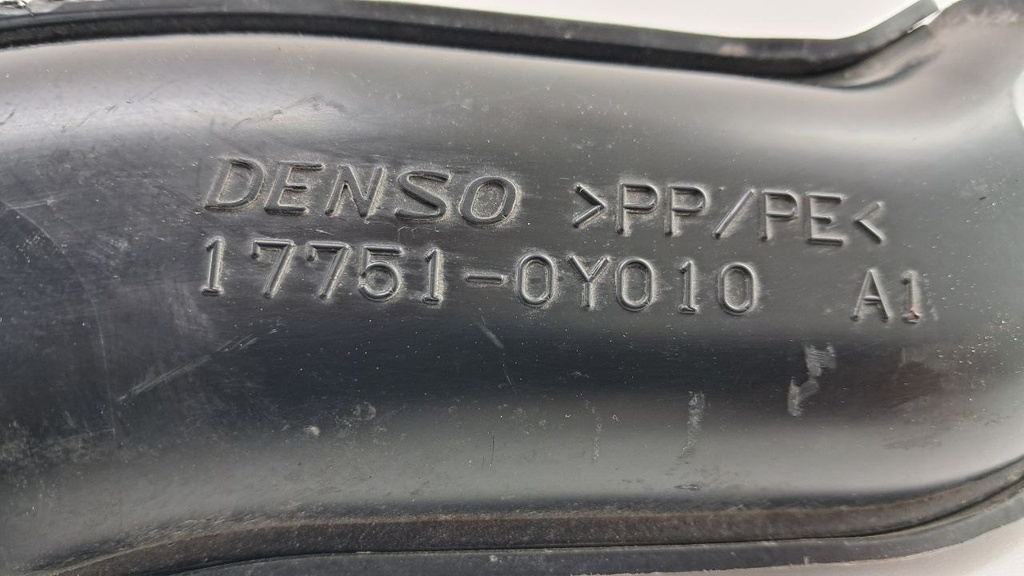 DENSO >PP/PE<
17751-0Y010 A1